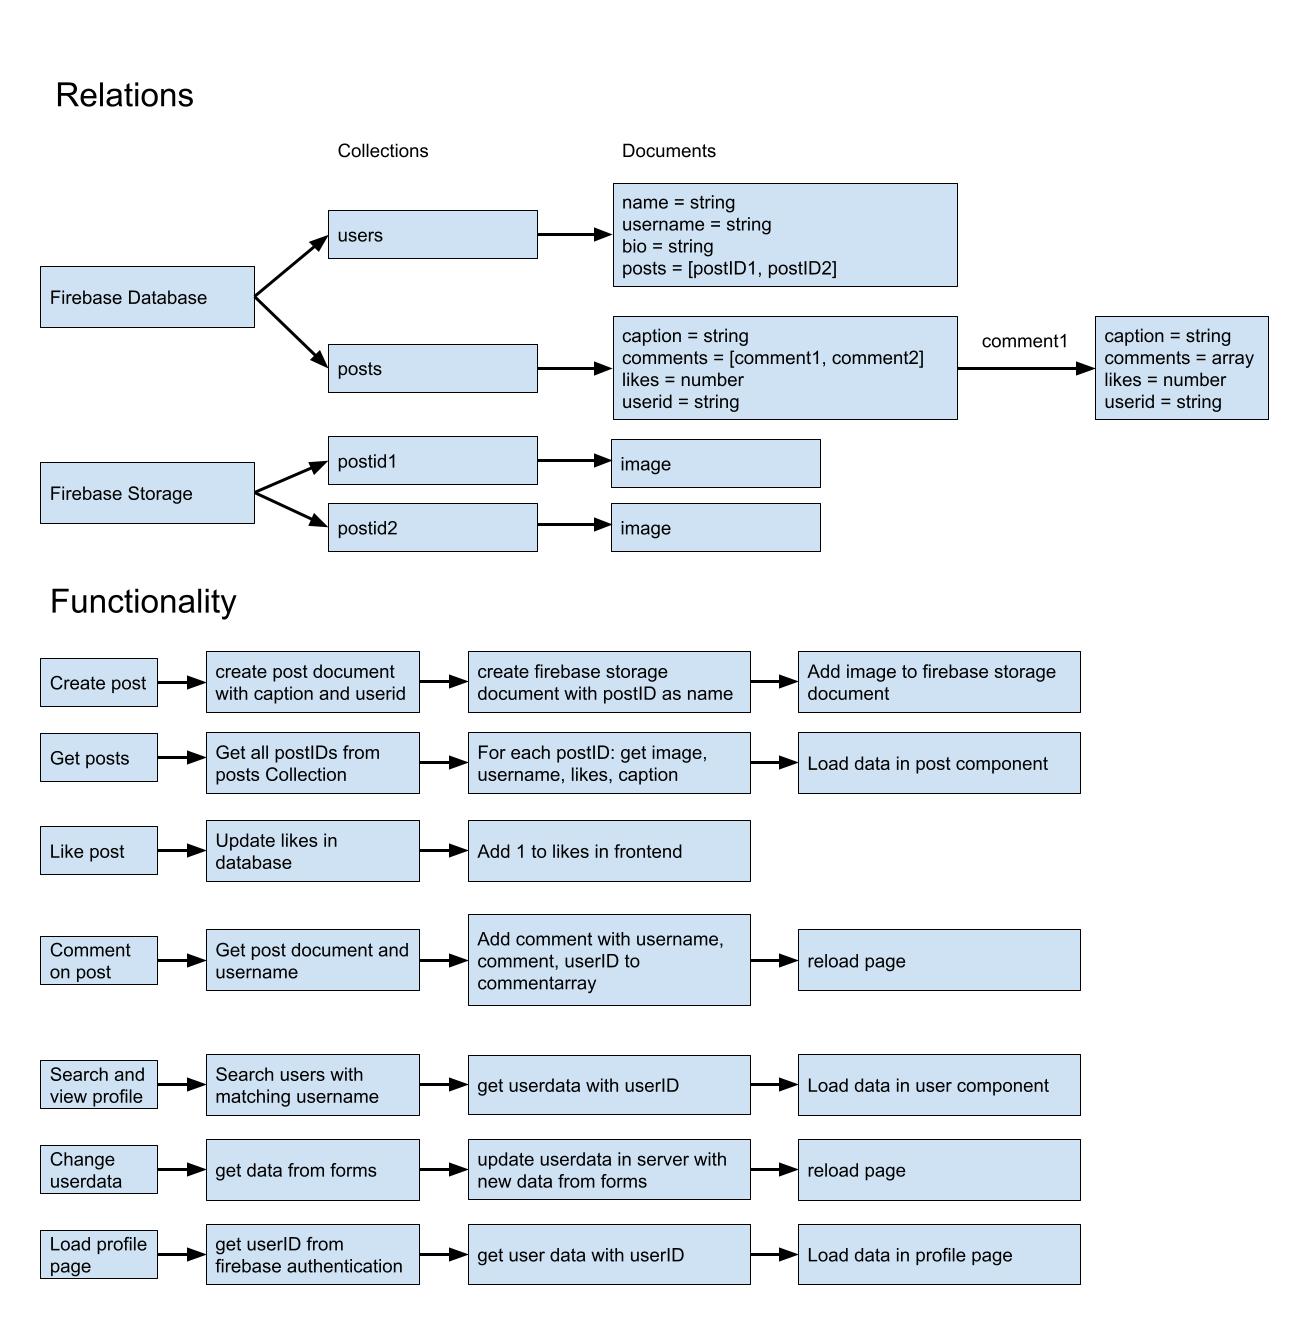 Relations
Collections
Documents
name = string
username = string
bio = string
posts = [postID1, postID2]
users
Firebase Database
caption = string
comments = [comment1, comment2]
likes = number
userid = string
comment1
caption = string
comments = array
likes = number
userid = string
posts
postid1
image
Firebase Storage
postid2
image
Functionality
Create post
create post document
with caption and userid
create firebase storage
document with postID as name
Add image to firebase storage
document
Get posts
Get all postIDs from
posts Collection
For each postID: get image,
username, likes, caption
Load data in post component
Like post
Update likes in
database
Add 1 to likes in frontend
Comment
on post
Get post document and
username
Add comment with username,
comment, userID to
commentarray
reload page
Search and
view profile
Search users with
matching username
get userdata with userID
Load data in user component
Change
userdata
get data from forms
update userdata in server with
new data from forms
reload page
Load profile
page
get userID from
firebase authentication
get user data with userID
Load data in profile page